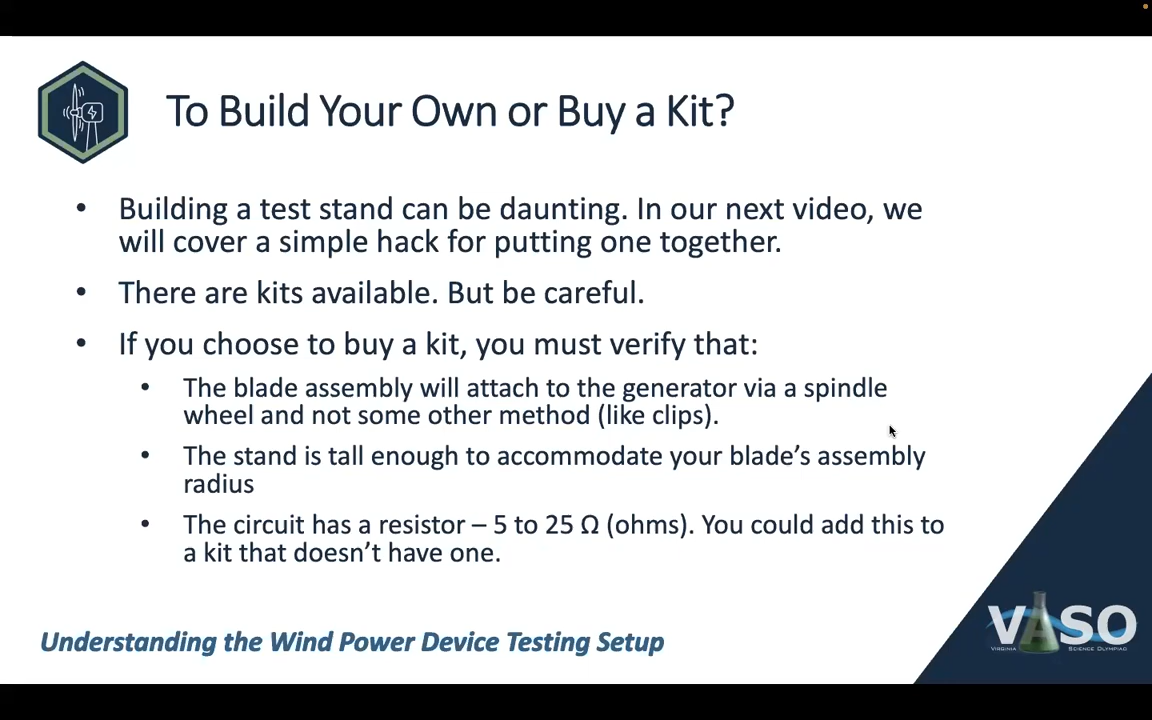 To Build Your Own or Buy a Kit?
• Building a test stand can be daunting. In our next video, we
will cover a simple hack for putting one together.
• There are kits available. But be careful.
• If you choose to buy a kit, you must verify that:
• The blade assembly will attach to the generator via a spindle
wheel and not some other method (like clips).
• The stand is tall enough to accommodate your blade’s assembly
radius
• The circuit has a resistor – 5 to 25 Ω (ohms). You could add this to
a kit that doesn’t have one.
Understanding the Wind Power Device Testing Setup
VASO
VIRGINIA SCIENCE OLYMPIAD